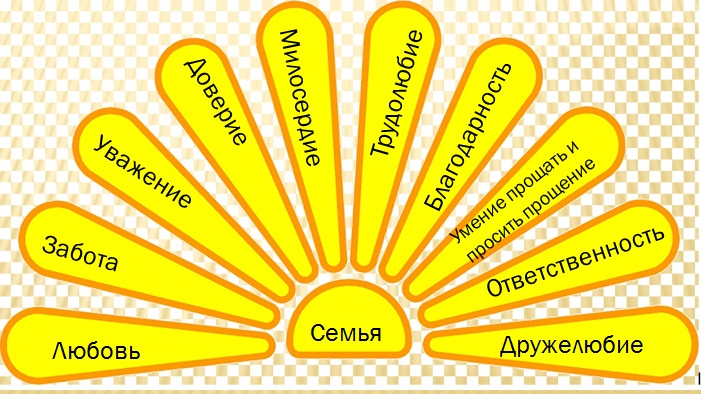 Любовь
Забота
Уважение
Доверие
Милосердие
Трудолюбие
Благодарность
Умение прощать и
просить прощение
Ответственность
Дружелюбие
Семья